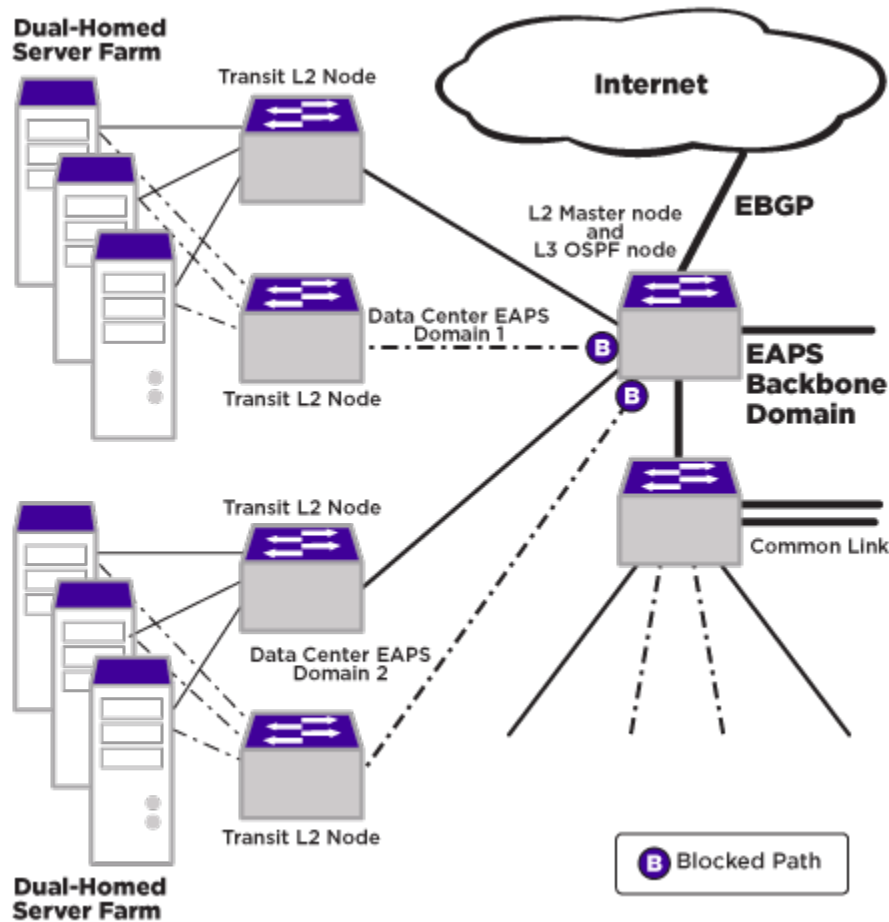 Dual-Homed
Server Farm
Transit L2 Node
Internet
L2 Master node
and
L3 OSPF node
EBGP
Data Center EAPS
Domain 1
B
B
Transit L2 Node
EAPS
Backbone
Domain
Transit L2 Node
Common Link
Data Center EAPS
Domain 2
Transit L2 Node
B Blocked Path
Dual-Homed
Server Farm